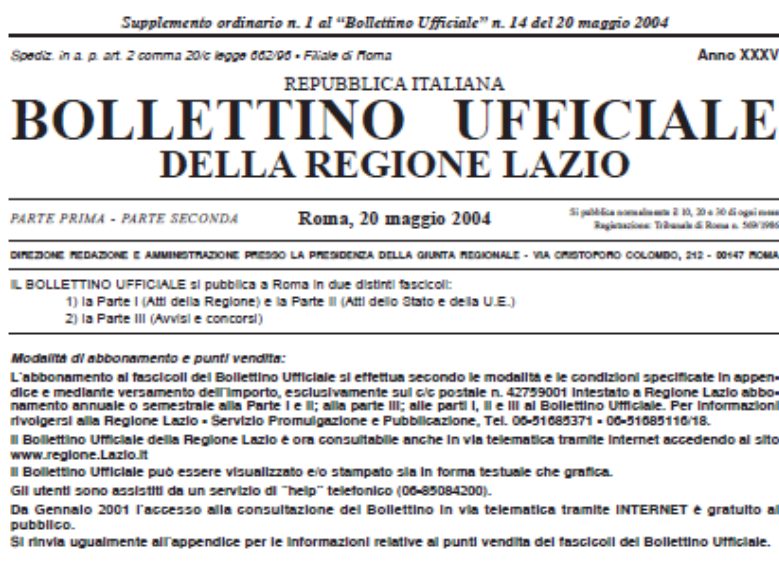 Supplemento ordinario n. 1 al “Bollettino Ufficiale” n. 14 del 20 maggio 2004
Spediz. in a. p. art. 2 comma 20/c legge 662/96 - Filiale di Roma
Anno XXXV
REPUBBLICA ITALIANA
BOLLETTINO UFFICIALE
DELLA REGIONE LAZIO
PARTE PRIMA - PARTE SECONDA
Roma, 20 maggio 2004
Si pubblica normalmente il 10, 20 e 30 di ogni mese
Registrazione: Tribunale di Roma n. 569/1986
DIREZIONE REDAZIONE E AMMINISTRAZIONE PRESSO LA PRESIDENZA DELLA GIUNTA REGIONALE - VIA CRISTOFORO COLOMBO, 212 - 00147 ROMA
IL BOLLETTINO UFFICIALE si pubblica a Roma in due distinti fascicoli:
1) la Parte I (Atti della Regione) e la Parte II (Atti dello Stato e della U.E.)
2) la Parte III (Avvisi e concorsi)
Modalità di abbonamento e punti vendita:
L'abbonamento ai fascicoli del Bollettino Ufficiale si effettua secondo le modalità e le condizioni specificate in appen-
dice e mediante versamento dell'importo, esclusivamente sul c/c postale n. 42759001 intestato a Regione Lazio abbo-
namento annuale o semestrale alla Parte I e II; alla parte III; alle parti I, II e III al Bollettino Ufficiale. Per informazioni
rivolgersi alla Regione Lazio - Servizio Promulgazione e Pubblicazione, Tel. 06-51685371 - 06-51685116/18.
Il Bollettino Ufficiale della Regione Lazio è ora consultabile anche in via telematica tramite Internet accedendo al sito
www.regione.Lazio.it
Il Bollettino Ufficiale può essere visualizzato e/o stampato sia in forma testuale che grafica.
Gli utenti sono assistiti da un servizio di "help" telefonico (06-85084200).
Da Gennaio 2001 l'accesso alla consultazione del Bollettino in via telematica tramite INTERNET è gratuito al
pubblico.
Si rinvia ugualmente all'appendice per le informazioni relative ai punti vendita dei fascicoli del Bollettino Ufficiale.